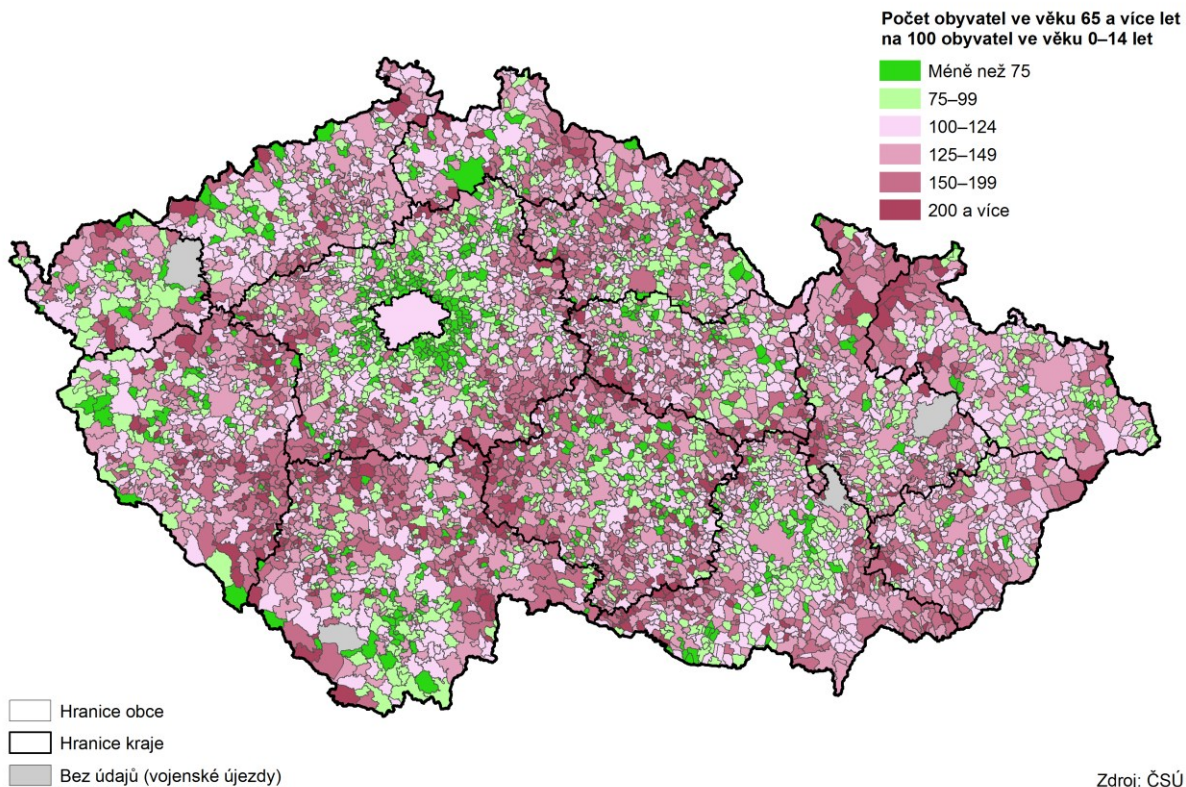 Počet obyvatel ve věku 65 a více let
na 100 obyvatel ve věku 0–14 let
Méně než 75
75–99
100–124
125–149
150–199
200 a více
Hranice obce
Hranice kraje
Bez údajů (vojenské újezdy)
Zdroj: ČSÚ